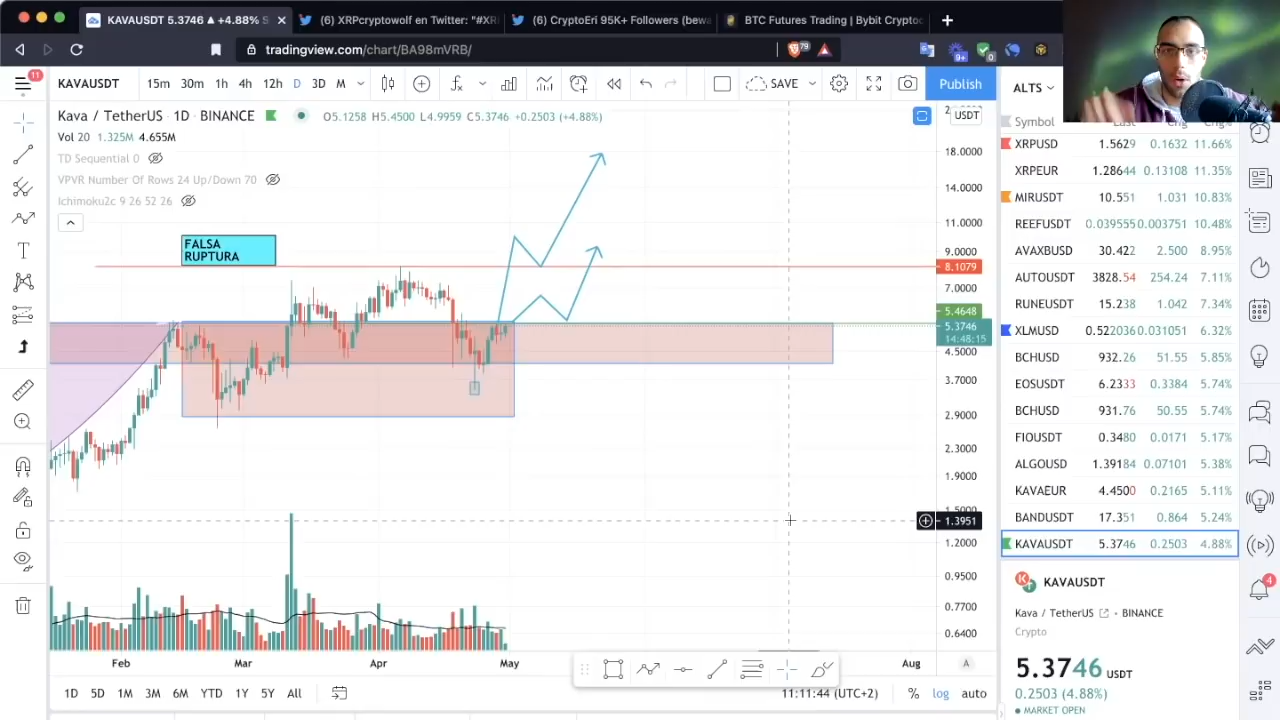 KAVAUSDT 5.3746 ▲ +4.88% S
(6) XRPcryptowolf en Twitter: "#XR
(6) CryptoEri 95K+ Followers (bewa
BTC Futures Trading | Bybit Cryptoc
tradingview.com/chart/BA98mVRB/
79
9+
0
11
KAVAUSDT 15m 30m 1h 4h 12h D 3D M SAVE Publish
ALTS
Kava / TetherUS · 1D · BINANCE O5.1258 H5.4500 L4.9959 C5.3746 +0.2503 (+4.88%)
USDT
Vol 20 1.325M 4.655M
TD Sequential 0
VPVR Number Of Rows 24 Up/Down 70
Ichimoku2c 9 26 52 26
FALSA
RUPTURA
18.0000
14.0000
11.0000
9.0000
8.1079
7.0000
5.4648
5.3746
14:48:15
4.5000
3.7000
2.9000
2.3000
1.9000
1.3951
1.2000
0.9500
0.7700
0.6400
Feb Mar Apr May Aug A
1D 5D 1M 3M 6M YTD 1Y 5Y All
11:11:44 (UTC+2) % log auto
Symbol Last Chg Chg%
XRPUSD 1.5629 0.1632 11.66%
XRPEUR 1.28644 0.13108 11.35%
MIRUSDT 10.551 1.031 10.83%
REEFUSDT 0.039555 0.003751 10.48%
AVAXBUSD 30.422 2.500 8.95%
AUTOUSDT 3828.54 254.24 7.11%
RUNEUSDT 15.238 1.042 7.34%
XLMUSD 0.522036 0.031051 6.32%
BCHUSD 932.26 51.55 5.85%
EOSUSDT 6.2333 0.3384 5.74%
BCHUSD 931.76 50.55 5.74%
FIOUSDT 0.3480 0.0171 5.17%
ALGOUSD 1.39184 0.07101 5.38%
KAVAEUR 4.4500 0.2165 5.11%
BANDUSDT 17.351 0.864 5.24%
KAVAUSDT 5.3746 0.2503 4.88%
KAVAUSDT
Kava / TetherUS · BINANCE
Crypto
4
5.3746 USDT
0.2503 (4.88%)
MARKET OPEN